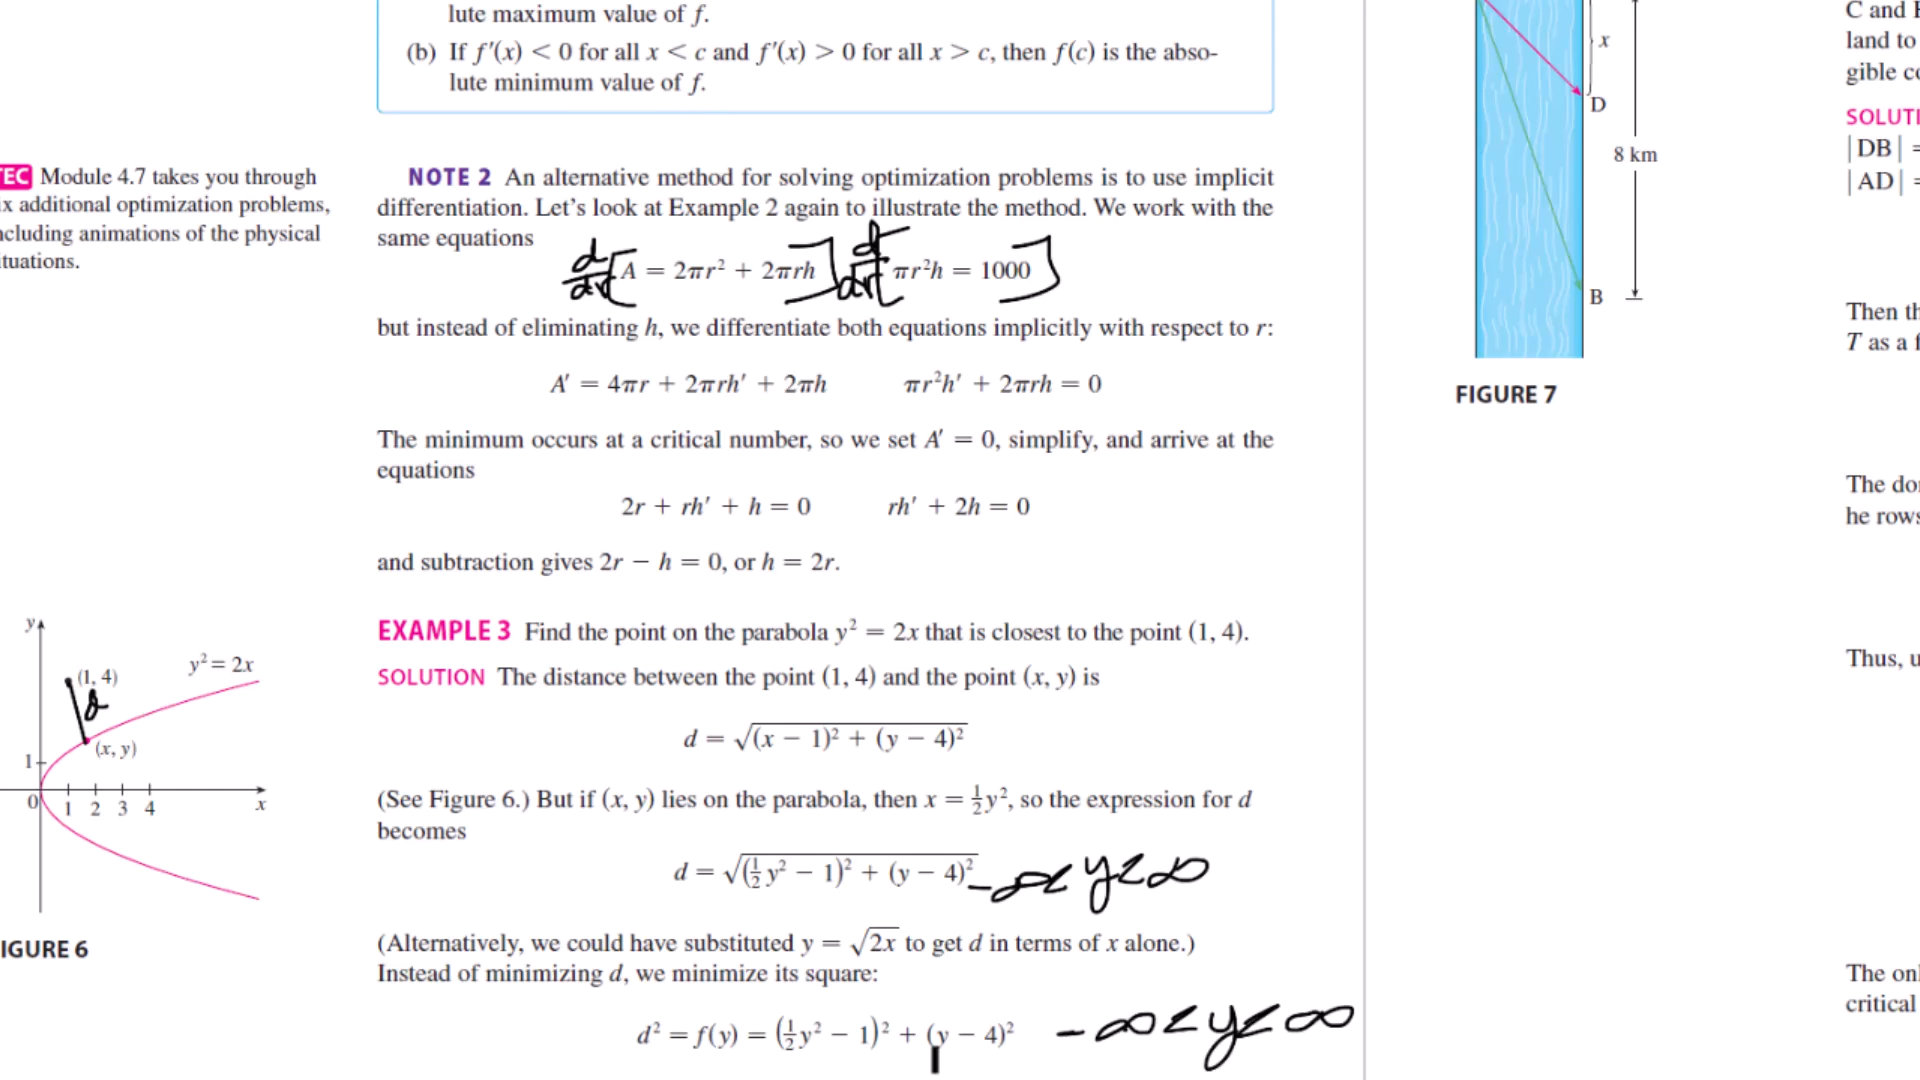 lute maximum value of f.
(b) If f′(x) < 0 for all x < c and f′(x) > 0 for all x > c, then f(c) is the abso-
lute minimum value of f.
TEC Module 4.7 takes you through
ix additional optimization problems,
ncluding animations of the physical
ituations.
NOTE 2 An alternative method for solving optimization problems is to use implicit
differentiation. Let's look at Example 2 again to illustrate the method. We work with the
same equations
d/dr [A = 2πr² + 2πrh] d/dr [πr²h = 1000]
but instead of eliminating h, we differentiate both equations implicitly with respect to r:
A′ = 4πr + 2πrh′ + 2πh πr²h′ + 2πrh = 0
The minimum occurs at a critical number, so we set A′ = 0, simplify, and arrive at the
equations
2r + rh′ + h = 0 rh′ + 2h = 0
and subtraction gives 2r − h = 0, or h = 2r.
EXAMPLE 3 Find the point on the parabola y² = 2x that is closest to the point (1, 4).
SOLUTION The distance between the point (1, 4) and the point (x, y) is
d = √(x − 1)² + (y − 4)²
(See Figure 6.) But if (x, y) lies on the parabola, then x = ½y², so the expression for d
becomes
d = √(½y² − 1)² + (y − 4)² -∞ < y < ∞
(Alternatively, we could have substituted y = √2x to get d in terms of x alone.)
Instead of minimizing d, we minimize its square:
d² = f(y) = (½y² − 1)² + (y − 4)² -∞ < y < ∞
y
(1, 4)
y² = 2x
d
(x, y)
1
0 1 2 3 4 x
IGURE 6
x
D
8 km
B
FIGURE 7
C and
land to
gible
SOLUTI
|DB| =
|AD| =
Then th
T as a f
The
he rows
Thus, u
The
critical